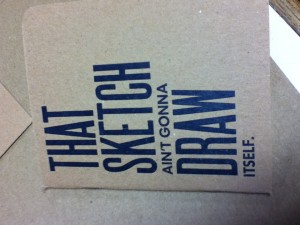 THAT
SKETCH
AIN'T GONNA
DRAW
ITSELF.